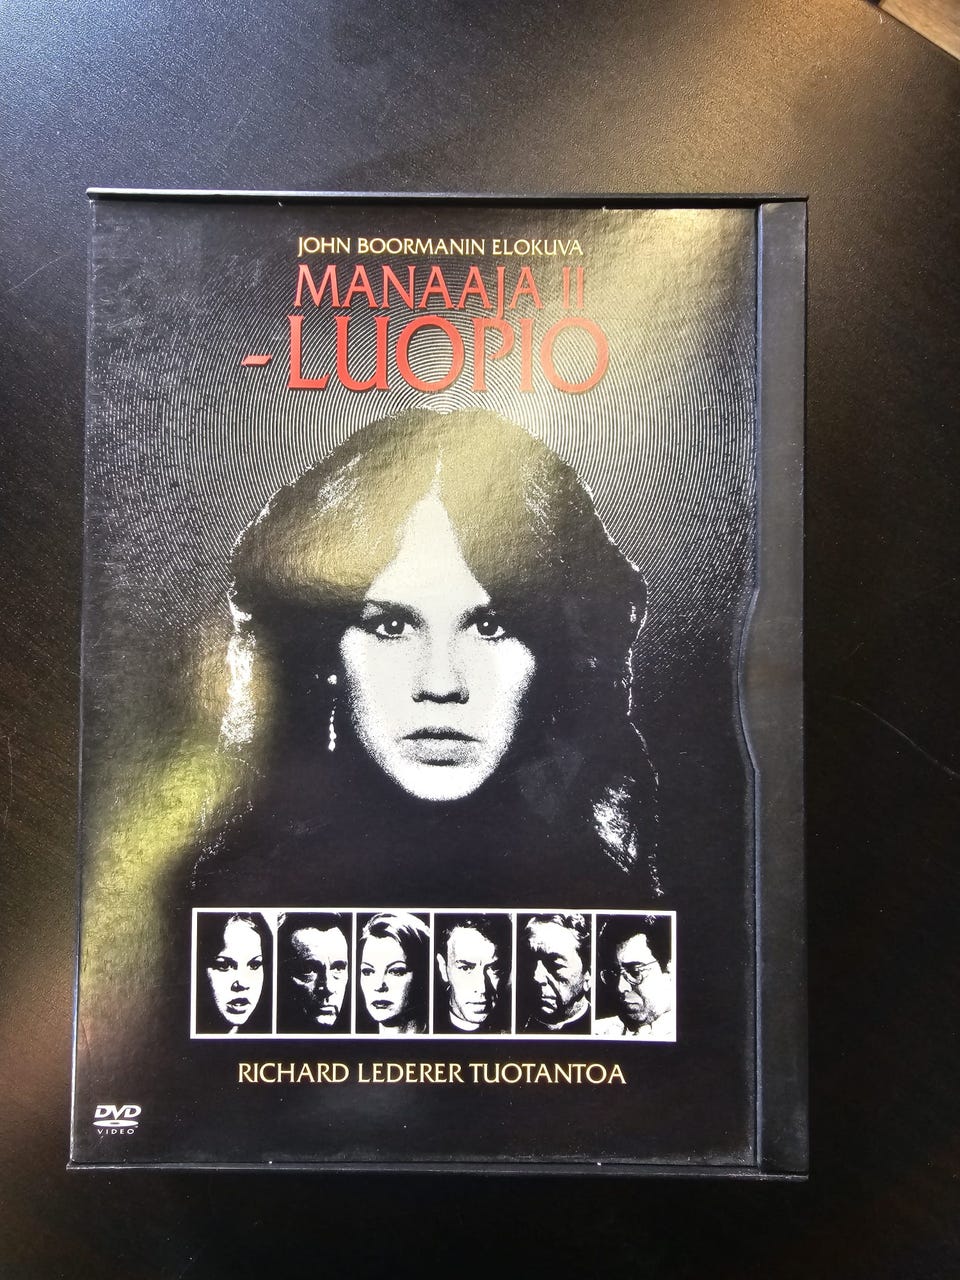 JOHN BOORMANIN ELOKUVA
MANAAJA II
- LUOPIO
RICHARD LEDERER TUOTANTOA
DVD
VIDEO